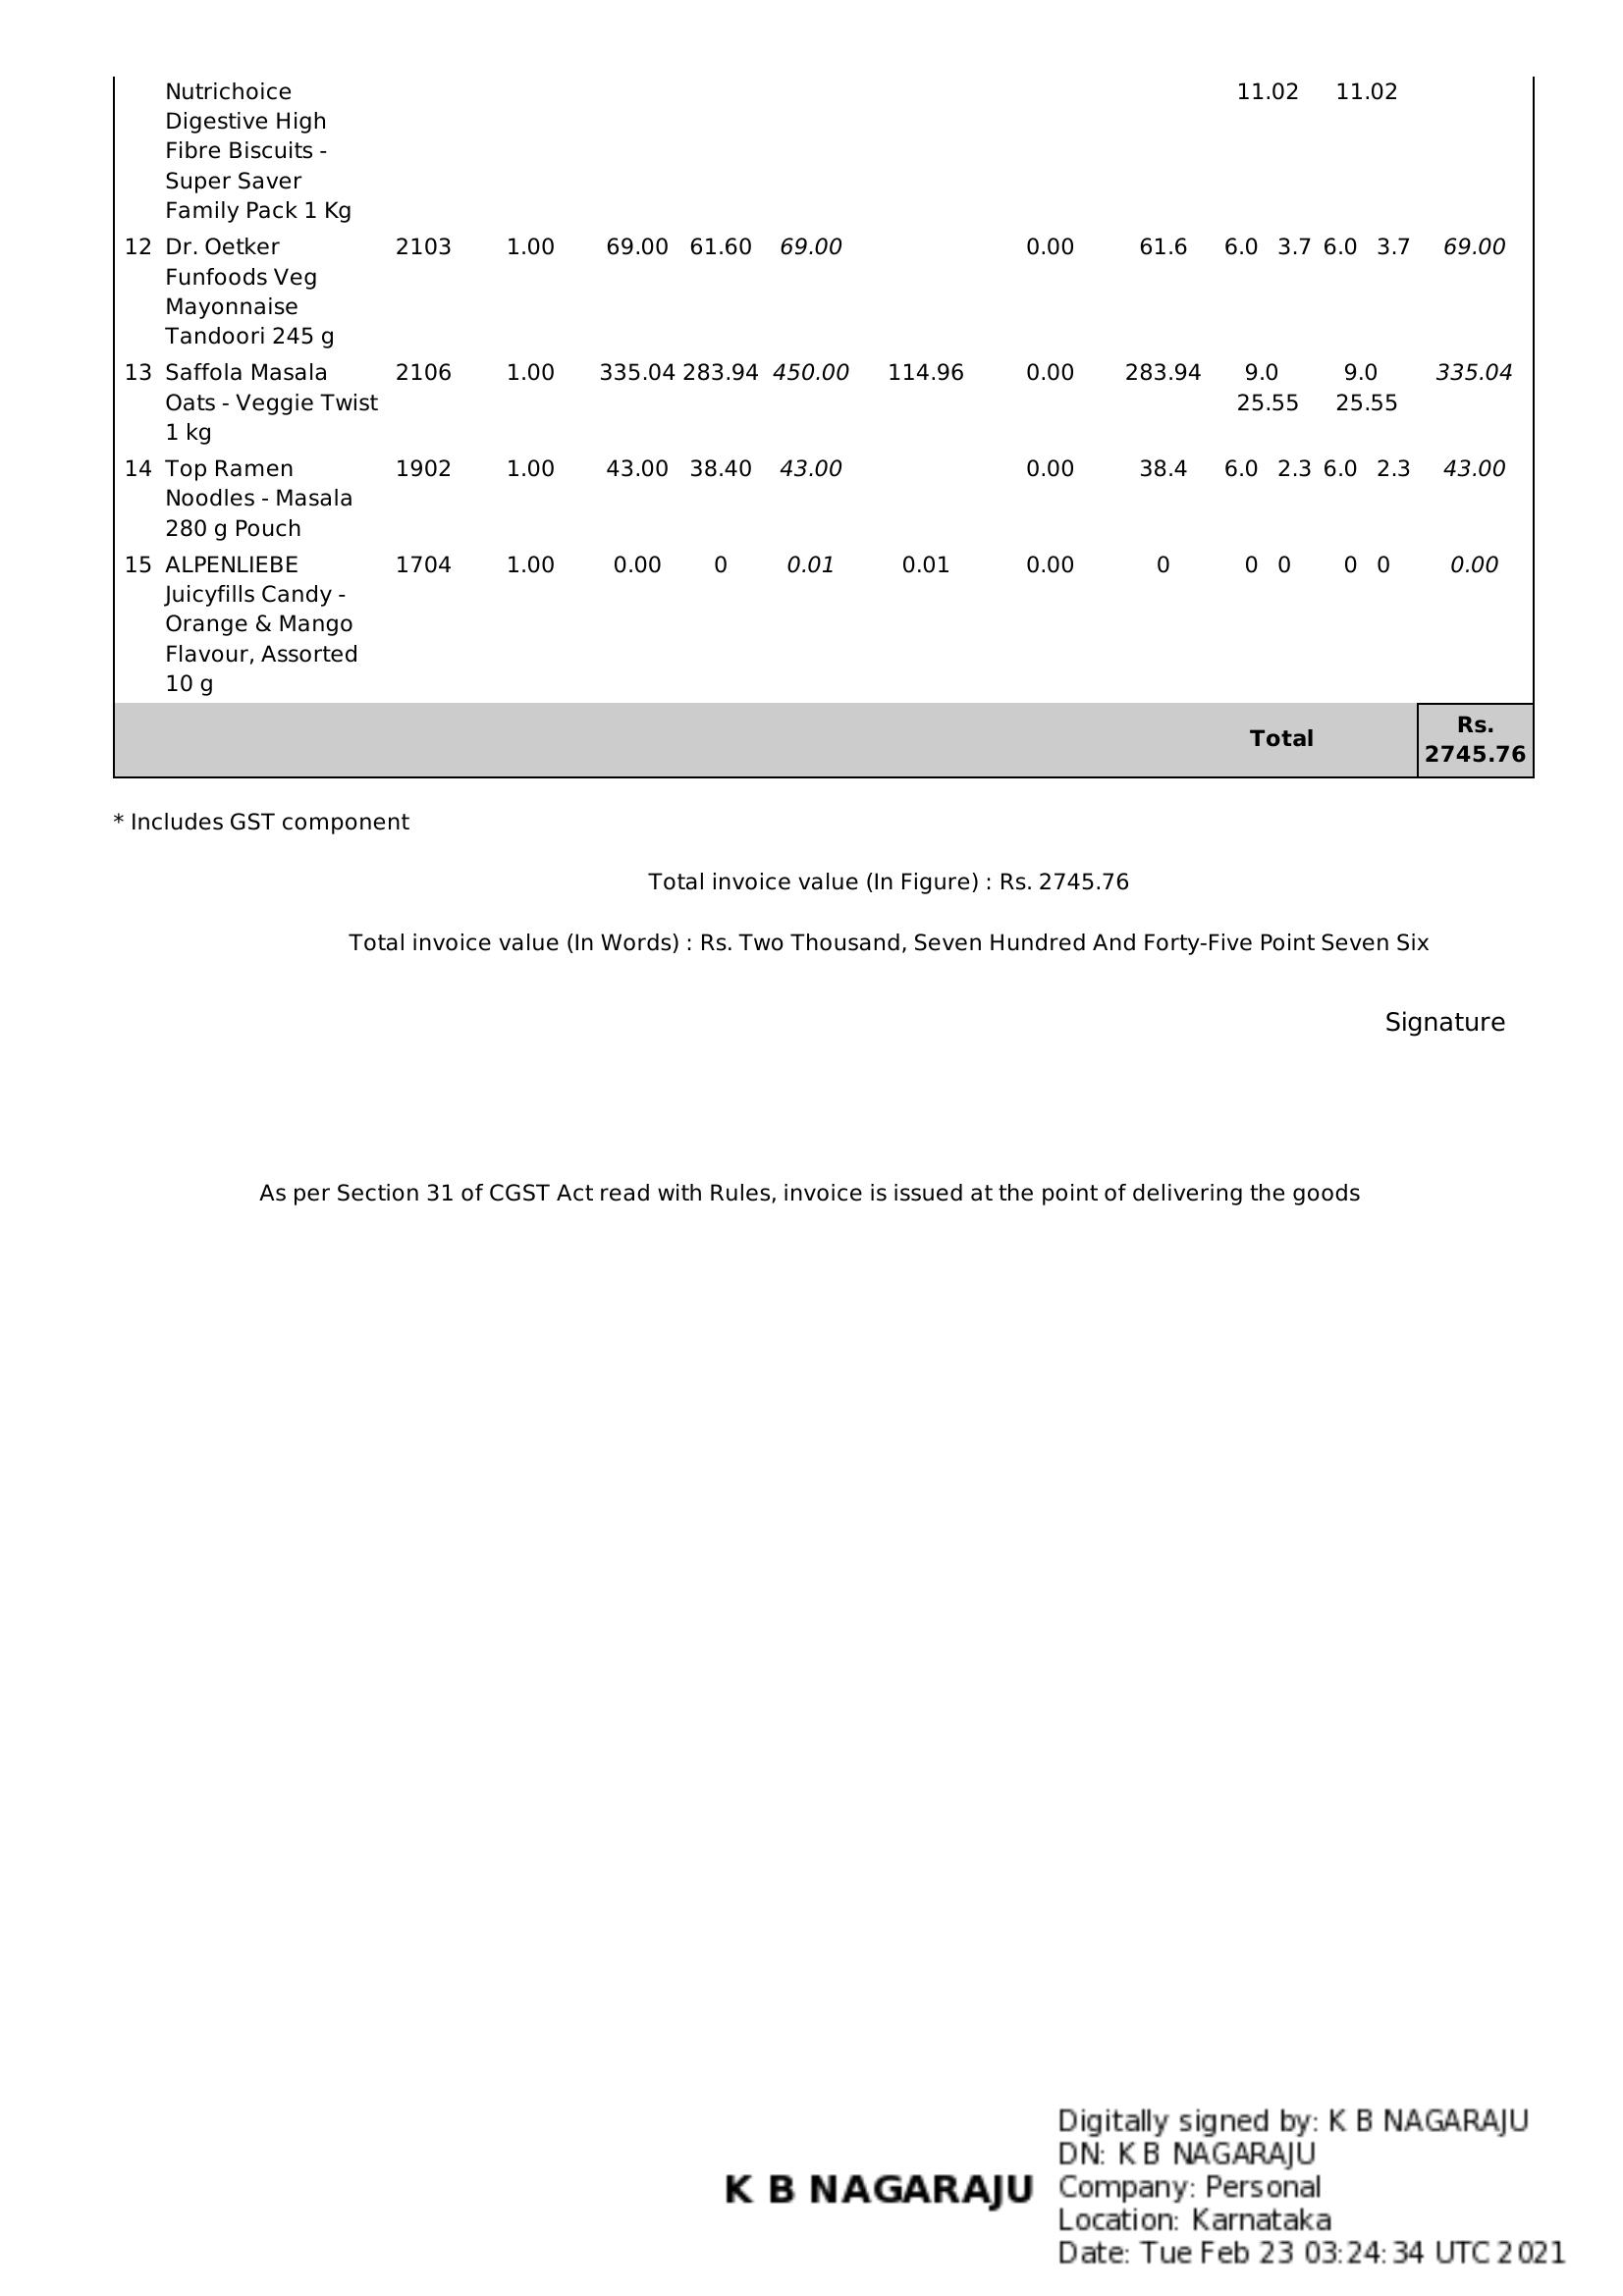 Nutrichoice 11.02 11.02
Digestive High
Fibre Biscuits -
Super Saver
Family Pack 1 Kg
12 Dr. Oetker 2103 1.00 69.00 61.60 69.00 0.00 61.6 6.0 3.7 6.0 3.7 69.00
Funfoods Veg
Mayonnaise
Tandoori 245 g
13 Saffola Masala 2106 1.00 335.04 283.94 450.00 114.96 0.00 283.94 9.0 9.0 335.04
Oats - Veggie Twist 25.55 25.55
1 kg
14 Top Ramen 1902 1.00 43.00 38.40 43.00 0.00 38.4 6.0 2.3 6.0 2.3 43.00
Noodles - Masala
280 g Pouch
15 ALPENLIEBE 1704 1.00 0.00 0 0.01 0.01 0.00 0 0 0 0 0 0.00
Juicyfills Candy -
Orange & Mango
Flavour, Assorted
10 g
Total Rs. 2745.76
* Includes GST component
Total invoice value (In Figure) : Rs. 2745.76
Total invoice value (In Words) : Rs. Two Thousand, Seven Hundred And Forty-Five Point Seven Six
Signature
As per Section 31 of CGST Act read with Rules, invoice is issued at the point of delivering the goods
K B NAGARAJU
Digitally signed by: K B NAGARAJU
DN: K B NAGARAJU
Company: Personal
Location: Karnataka
Date: Tue Feb 23 03:24:34 UTC 2021